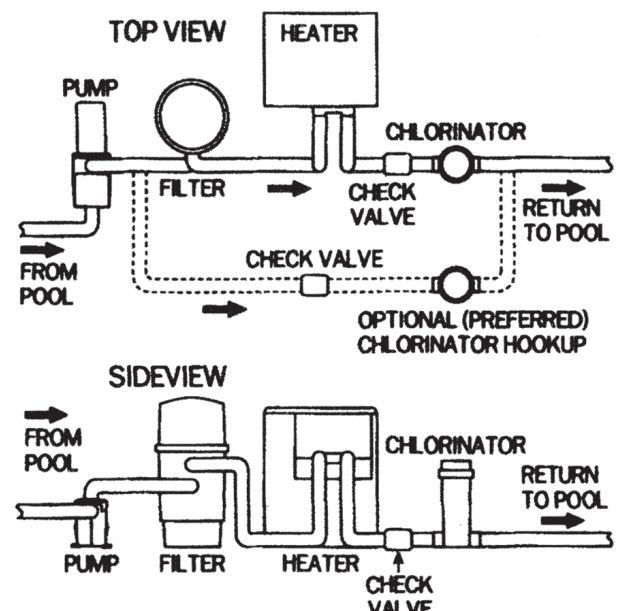 TOP VIEW
HEATER
PUMP
CHLORINATOR
FILTER
CHECK
VALVE
RETURN
TO POOL
FROM
POOL
CHECK VALVE
OPTIONAL (PREFERRED)
CHLORINATOR HOOKUP
SIDEVIEW
FROM
POOL
CHLORINATOR
RETURN
TO POOL
PUMP
FILTER
HEATER
CHECK
VALVE